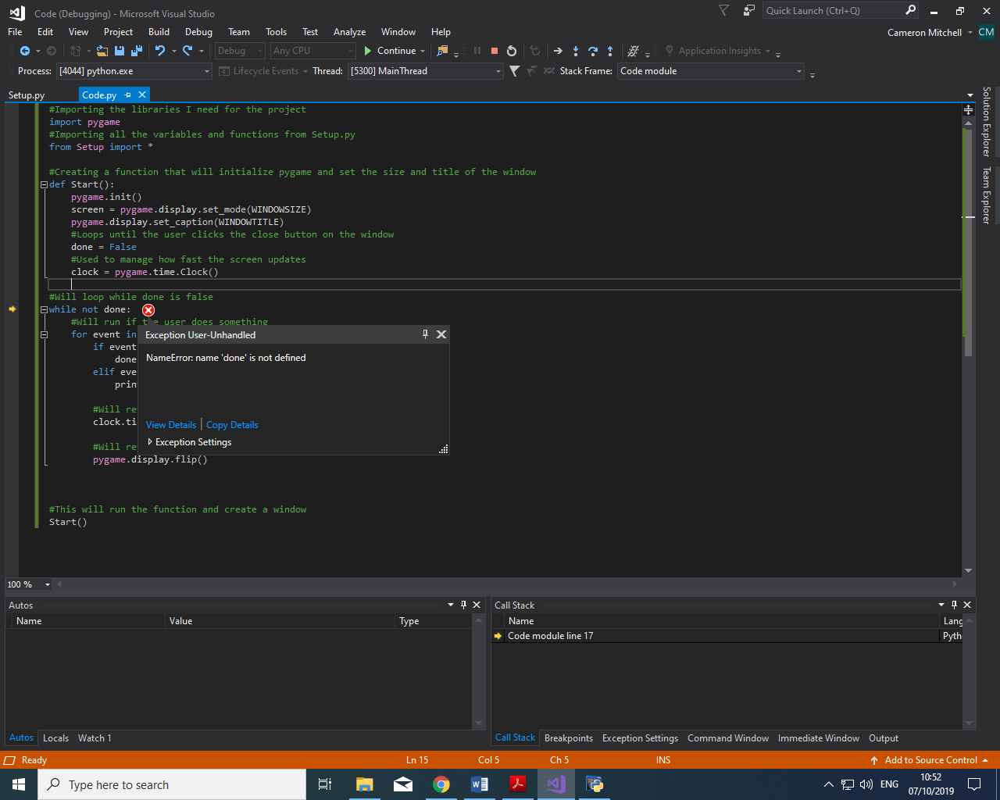 Code (Debugging) - Microsoft Visual Studio
Quick Launch (Ctrl+Q)
File Edit View Project Build Debug Team Tools Test Analyze Window Help
Cameron Mitchell CM
Debug Any CPU Continue Application Insights
Process: [4044] python.exe Lifecycle Events Thread: [5300] MainThread Stack Frame: Code module
Setup.py Code.py
Solution Explorer
Team Explorer
#Importing the libraries I need for the project
import pygame
#Importing all the variables and functions from Setup.py
from Setup import *
#Creating a function that will initialize pygame and set the size and title of the window
def Start():
pygame.init()
screen = pygame.display.set_mode(WINDOWSIZE)
pygame.display.set_caption(WINDOWTITLE)
#Loops until the user clicks the close button on the window
done = False
#Used to manage how fast the screen updates
clock = pygame.time.Clock()
#Will loop while done is false
while not done:
#Will run if the user does something
for event in
if event
done
elif eve
prin
#Will re
clock.ti
#Will re
pygame.display.flip()
Exception User-Unhandled
NameError: name 'done' is not defined
View Details | Copy Details
Exception Settings
#This will run the function and create a window
Start()
100 %
Autos
Name Value Type
Autos Locals Watch 1
Call Stack
Name Lang
Code module line 17 Pyth
Call Stack Breakpoints Exception Settings Command Window Immediate Window Output
Ready Ln 15 Col 5 Ch 5 INS Add to Source Control
Type here to search
ENG
10:52
07/10/2019